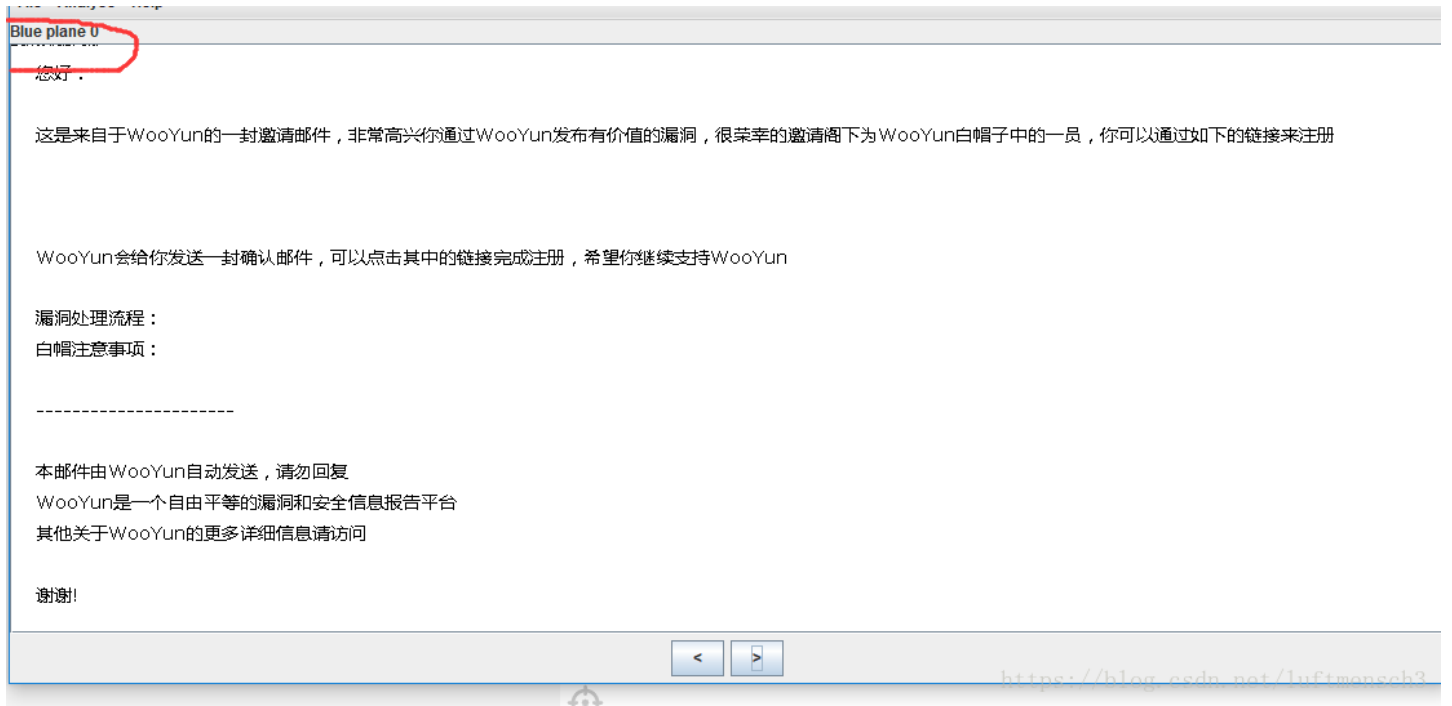 File Analyse Help
Blue plane 0
您好：
这是来自于WooYun的一封邀请邮件，非常高兴你通过WooYun发布有价值的漏洞，很荣幸的邀请阁下为WooYun白帽子中的一员，你可以通过如下的链接来注册
WooYun会给你发送一封确认邮件，可以点击其中的链接完成注册，希望你继续支持WooYun
漏洞处理流程：
白帽注意事项：
----------------------
本邮件由WooYun自动发送，请勿回复
WooYun是一个自由平等的漏洞和安全信息报告平台
其他关于WooYun的更多详细信息请访问
谢谢!
< >
https://blog.csdn.net/luftmensch3